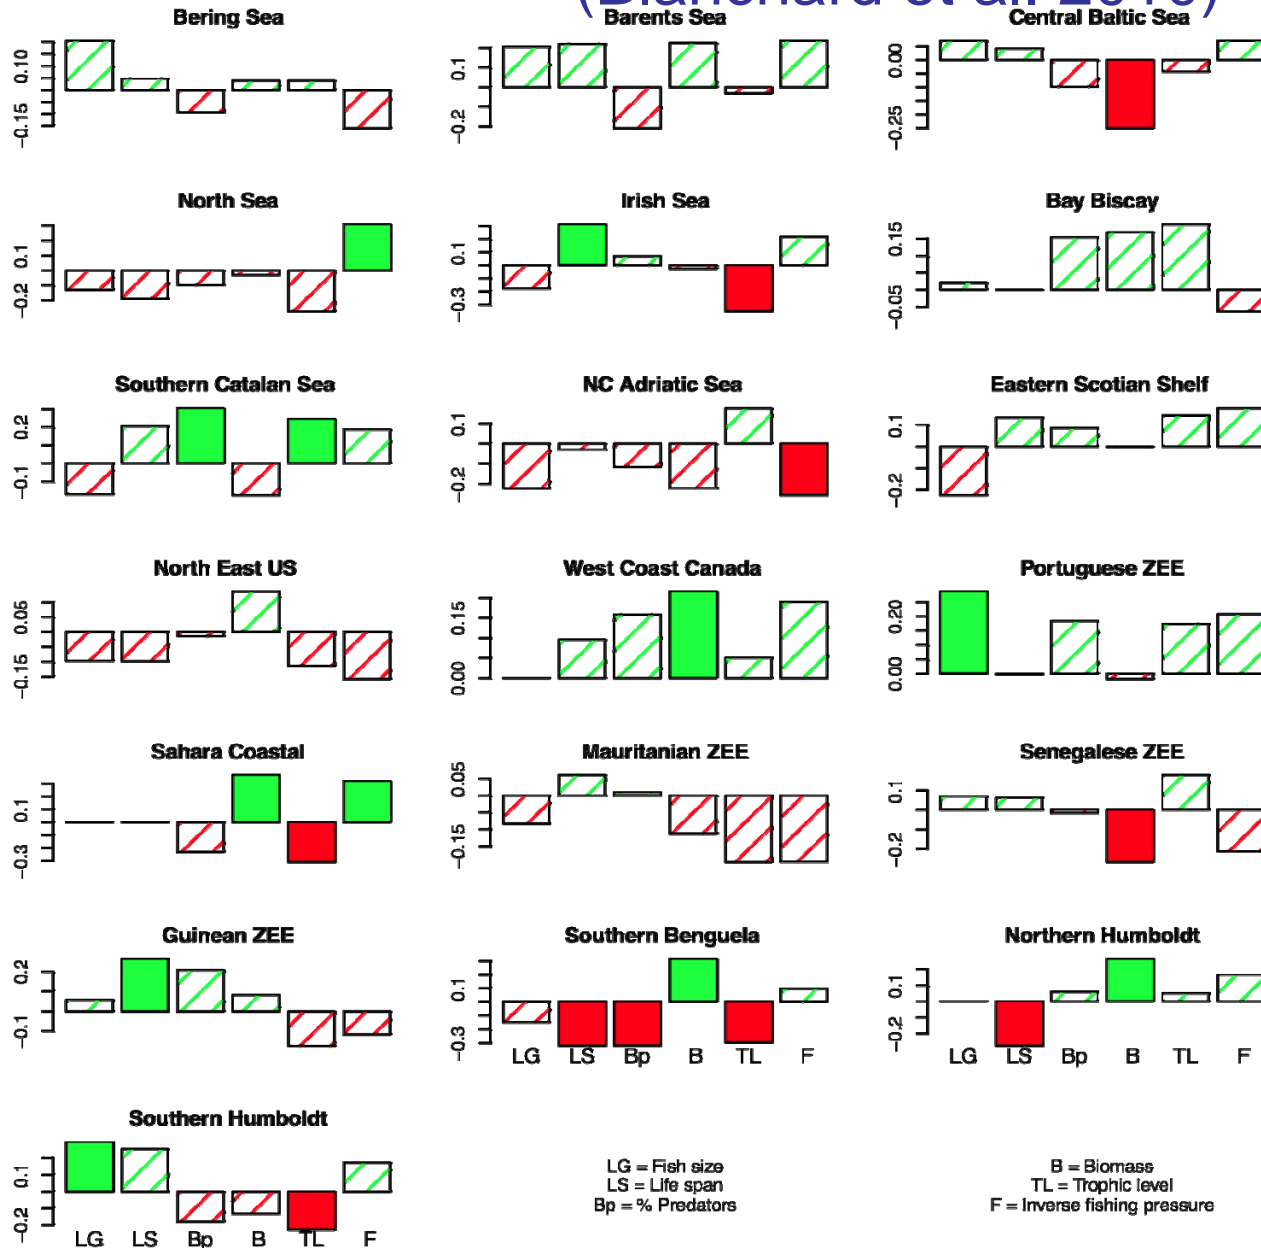 (Blanchard et al. 2010)
Bering Sea
0.10
−0.15
Barents Sea
0.1
−0.2
Central Baltic Sea
0.00
−0.25
North Sea
0.1
−0.2
Irish Sea
0.1
−0.3
Bay Biscay
0.15
−0.05
Southern Catalan Sea
0.2
−0.1
NC Adriatic Sea
0.1
−0.2
Eastern Scotian Shelf
0.1
−0.2
North East US
0.05
−0.15
West Coast Canada
0.15
0.00
Portuguese ZEE
0.20
0.00
Sahara Coastal
0.1
−0.3
Mauritanian ZEE
0.05
−0.15
Senegalese ZEE
0.1
−0.2
Guinean ZEE
0.2
−0.1
Southern Benguela
0.1
−0.3
LG LS Bp B TL F
Northern Humboldt
0.1
−0.2
LG LS Bp B TL F
Southern Humboldt
0.1
−0.2
LG LS Bp B TL F
LG = Fish size
LS = Life span
Bp = % Predators
B = Biomass
TL = Trophic level
F = Inverse fishing pressure